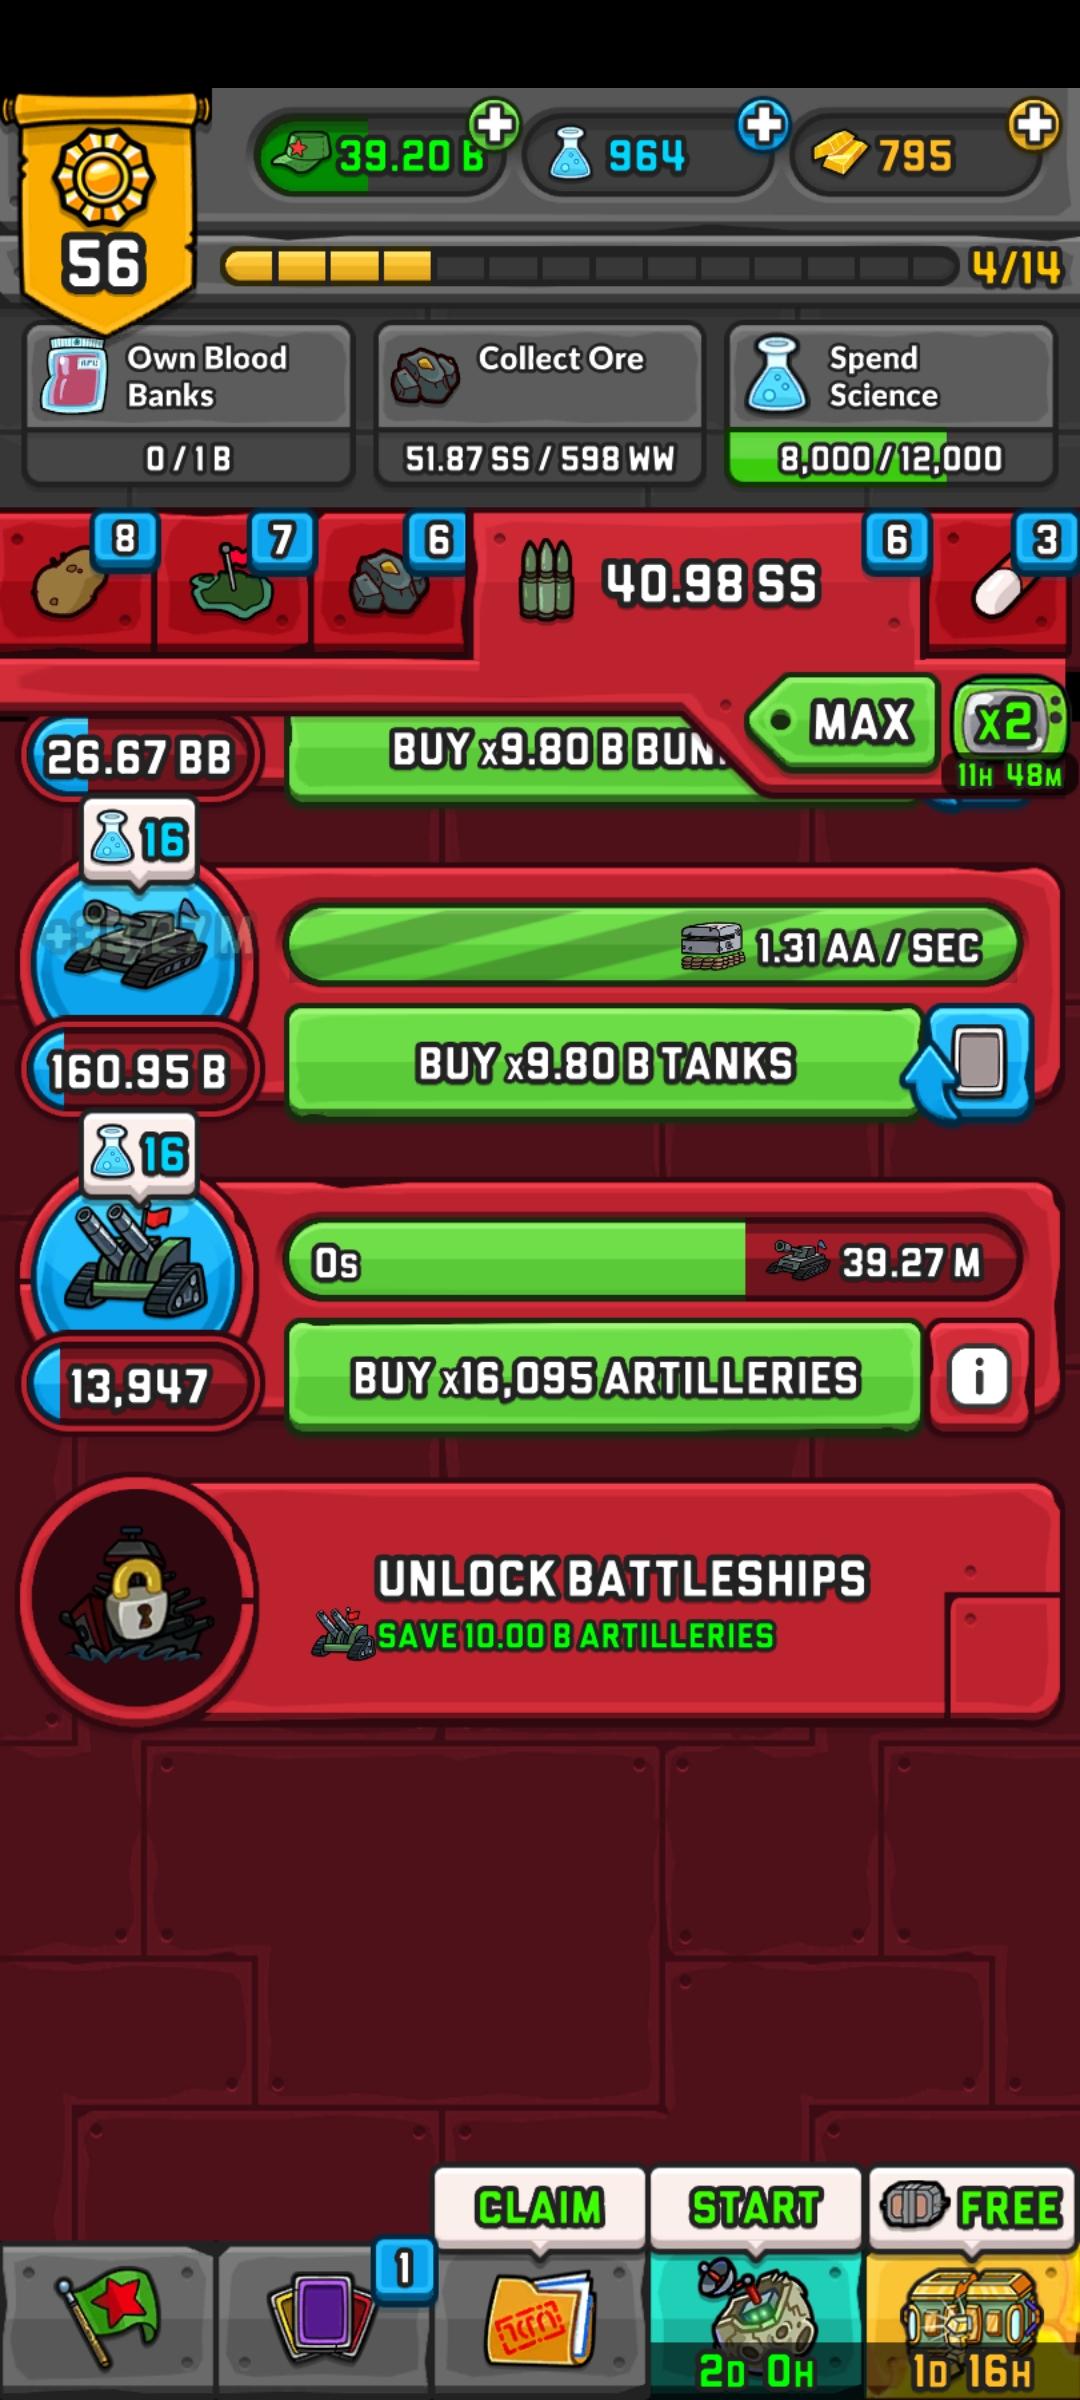 39.20 B
964
795
56
4/14
Own Blood Banks
0 / 1 B
Collect Ore
51.87 SS / 598 WW
Spend Science
8,000 / 12,000
8
7
6
40.98 SS
6
3
MAX
x2
11H 48M
26.67 BB
BUY x9.80 B BUN
16
1.31 AA / SEC
160.95 B
BUY x9.80 B TANKS
16
0s
39.27 M
13,947
BUY x16,095 ARTILLERIES
i
UNLOCK BATTLESHIPS
SAVE 10.00 B ARTILLERIES
CLAIM
START
FREE
1
2D 0H
1D 16H